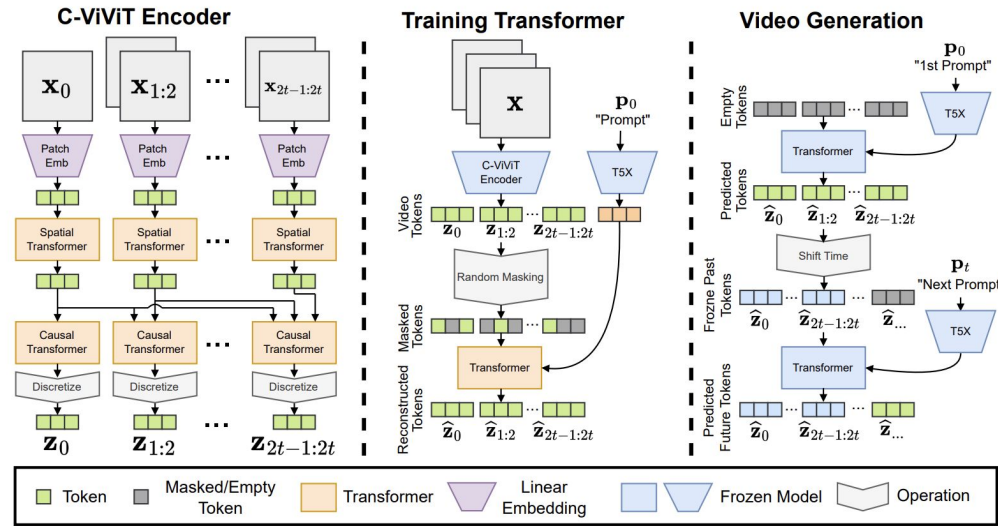 C-ViViT Encoder
x₀
x₁:₂
...
x₂ₜ₋₁:₂ₜ
Patch
Emb
Patch
Emb
...
Patch
Emb
Spatial
Transformer
Spatial
Transformer
...
Spatial
Transformer
Causal
Transformer
Causal
Transformer
Causal
Transformer
Discretize
Discretize
Discretize
z₀
z₁:₂
...
z₂ₜ₋₁:₂ₜ
Training Transformer
x
p₀
"Prompt"
C-ViViT
Encoder
T5X
Video
Tokens
...
z₀
z₁:₂
z₂ₜ₋₁:₂ₜ
Random Masking
Masked
Tokens
...
Transformer
Reconstructed
Tokens
...
ẑ₀
ẑ₁:₂
ẑ₂ₜ₋₁:₂ₜ
Video Generation
p₀
"1st Prompt"
Empty
Tokens
...
T5X
Transformer
Predicted
Tokens
...
ẑ₀
ẑ₁:₂
ẑ₂ₜ₋₁:₂ₜ
Shift Time
pₜ
"Next Prompt"
Frozne Past
Tokens
... ...
ẑ₀
ẑ₂ₜ₋₁:₂ₜ
ẑ...
T5X
Transformer
Predicted
Future Tokens
... ...
ẑ₀
ẑ₂ₜ₋₁:₂ₜ
ẑ...
Token
Masked/Empty
Token
Transformer
Linear
Embedding
Frozen Model
Operation